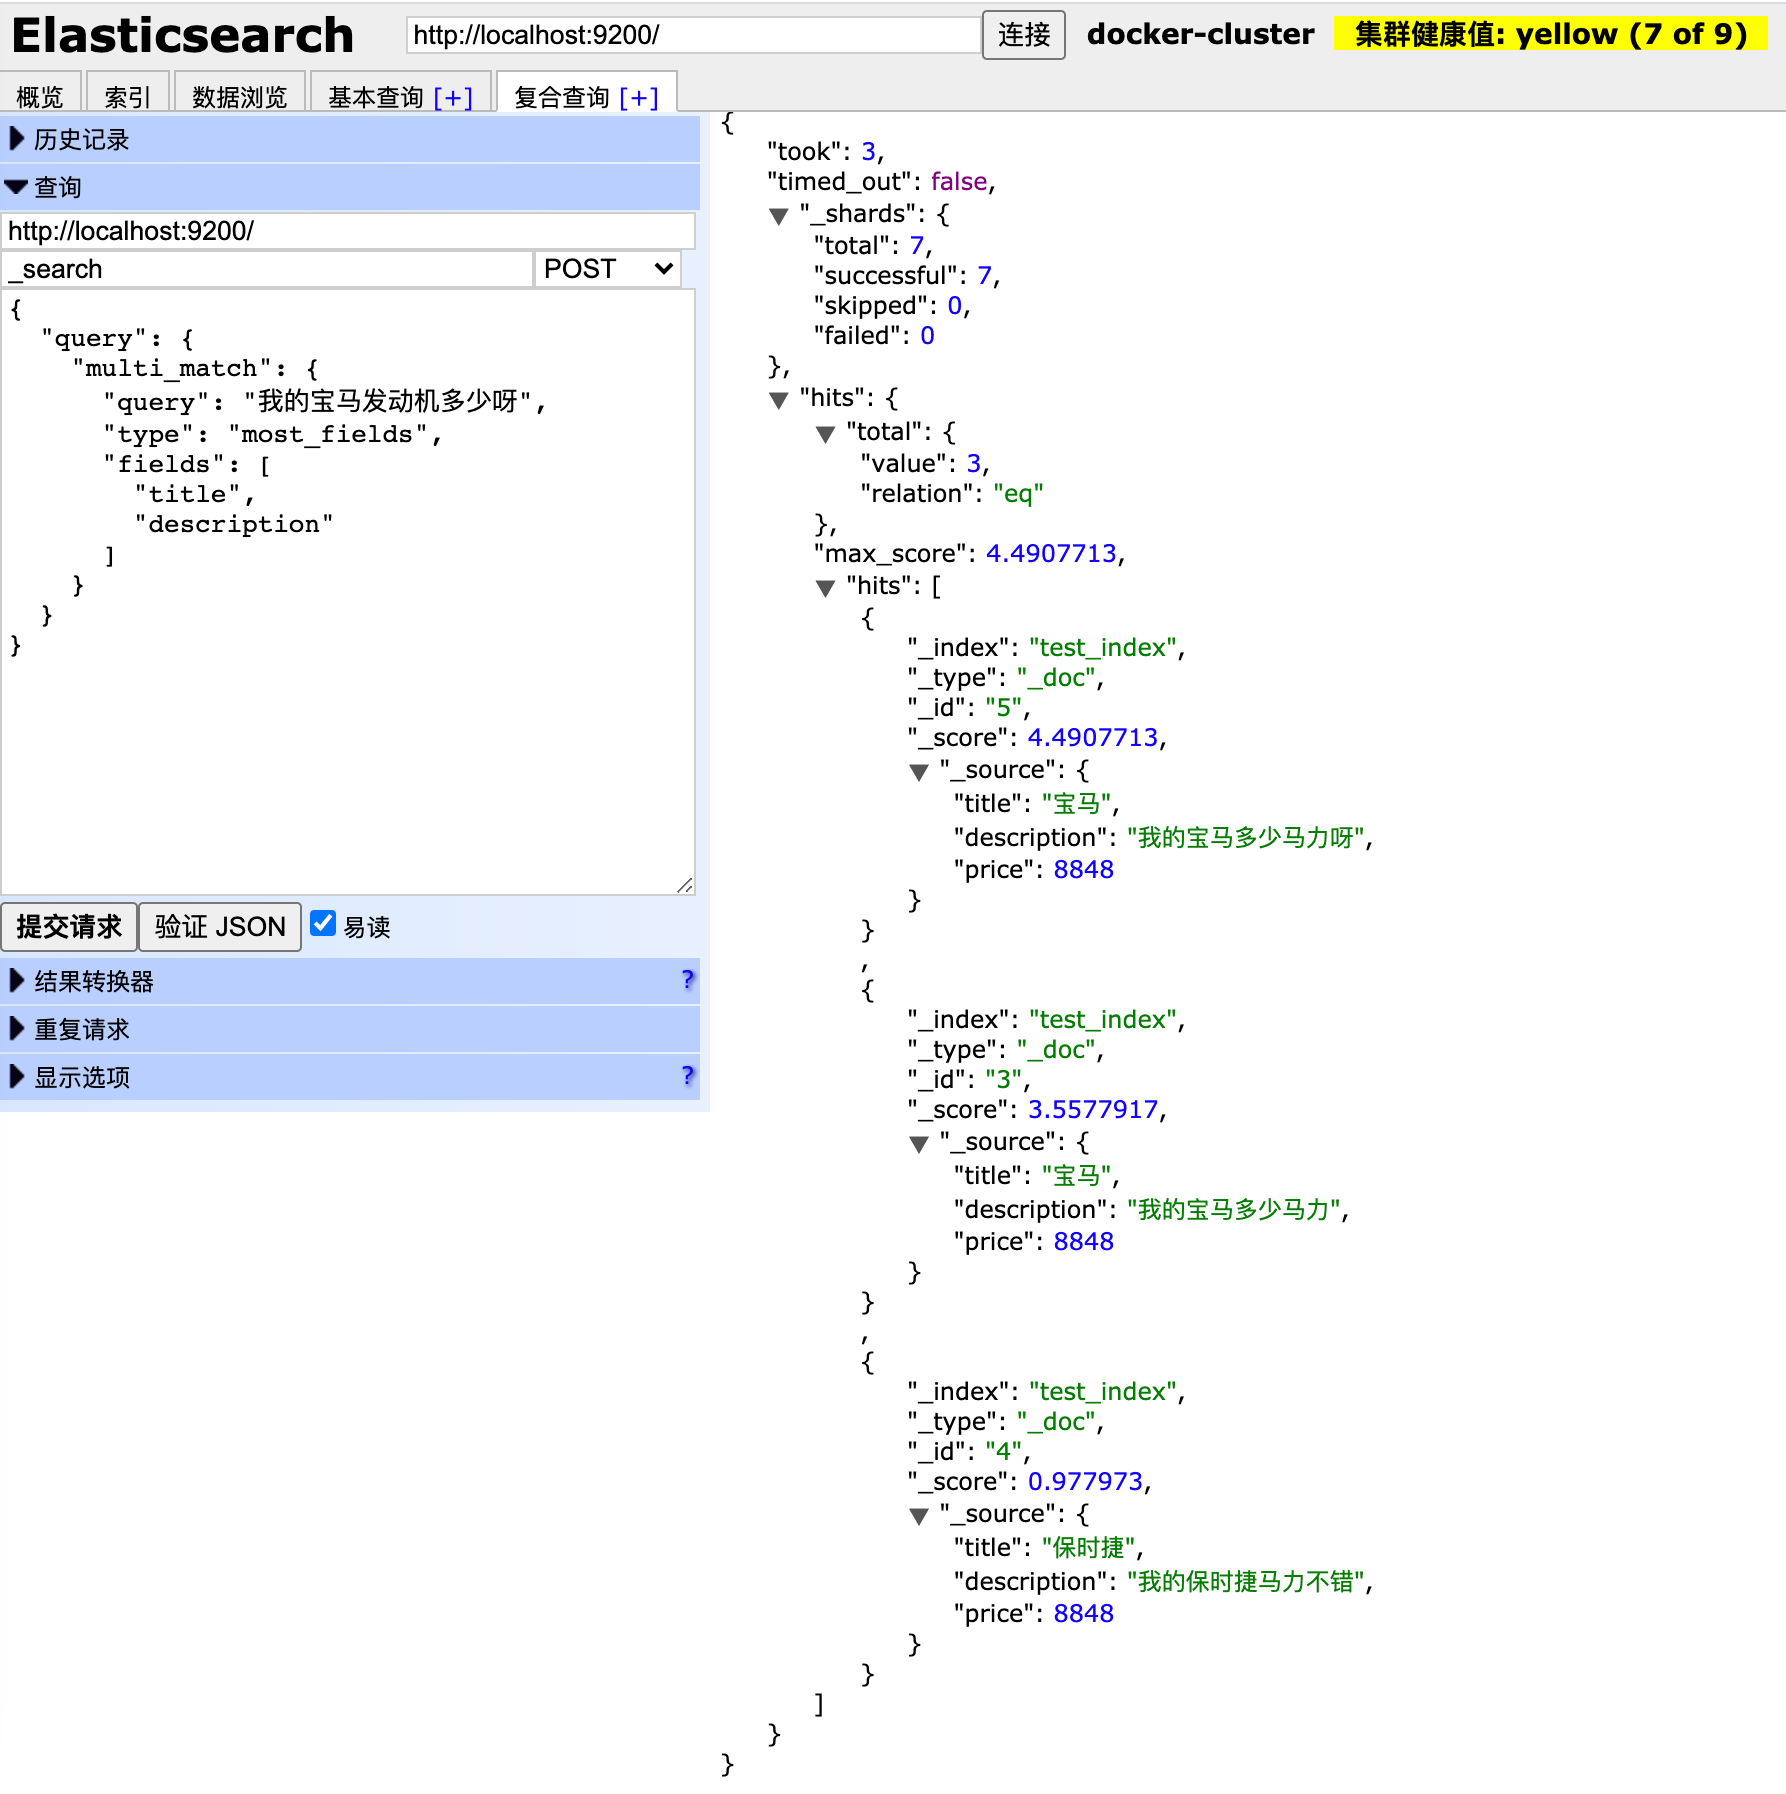 Elasticsearch http://localhost:9200/ 连接 docker-cluster 集群健康值: yellow (7 of 9)
概览 索引 数据浏览 基本查询 [+] 复合查询 [+]
历史记录
查询
http://localhost:9200/
_search POST
{
"query": {
"multi_match": {
"query": "我的宝马发动机多少呀",
"type": "most_fields",
"fields": [
"title",
"description"
]
}
}
}
提交请求 验证 JSON 易读
结果转换器 ?
重复请求
显示选项 ?
{
"took": 3,
"timed_out": false,
"_shards": {
"total": 7,
"successful": 7,
"skipped": 0,
"failed": 0
},
"hits": {
"total": {
"value": 3,
"relation": "eq"
},
"max_score": 4.4907713,
"hits": [
{
"_index": "test_index",
"_type": "_doc",
"_id": "5",
"_score": 4.4907713,
"_source": {
"title": "宝马",
"description": "我的宝马多少马力呀",
"price": 8848
}
}
,
{
"_index": "test_index",
"_type": "_doc",
"_id": "3",
"_score": 3.5577917,
"_source": {
"title": "宝马",
"description": "我的宝马多少马力",
"price": 8848
}
}
,
{
"_index": "test_index",
"_type": "_doc",
"_id": "4",
"_score": 0.977973,
"_source": {
"title": "保时捷",
"description": "我的保时捷马力不错",
"price": 8848
}
}
]
}
}